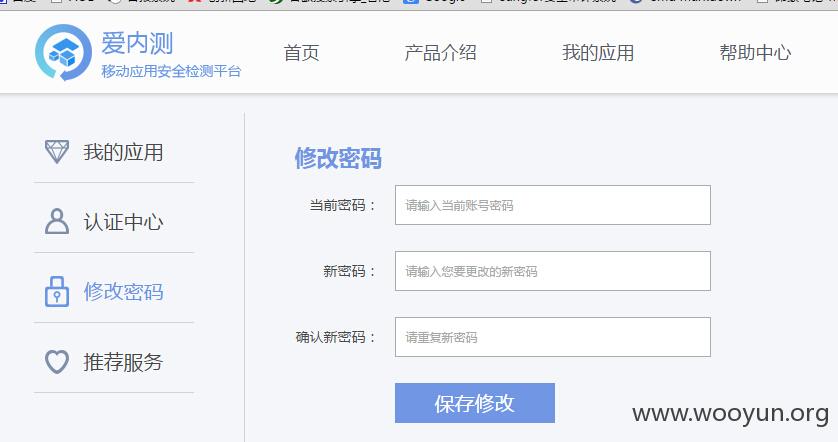 爱内测
移动应用安全检测平台
首页 产品介绍 我的应用 帮助中心
我的应用
认证中心
修改密码
推荐服务
修改密码
当前密码： 请输入当前账号密码
新密码： 请输入您要更改的新密码
确认新密码： 请重复新密码
保存修改
www.wooyun.org